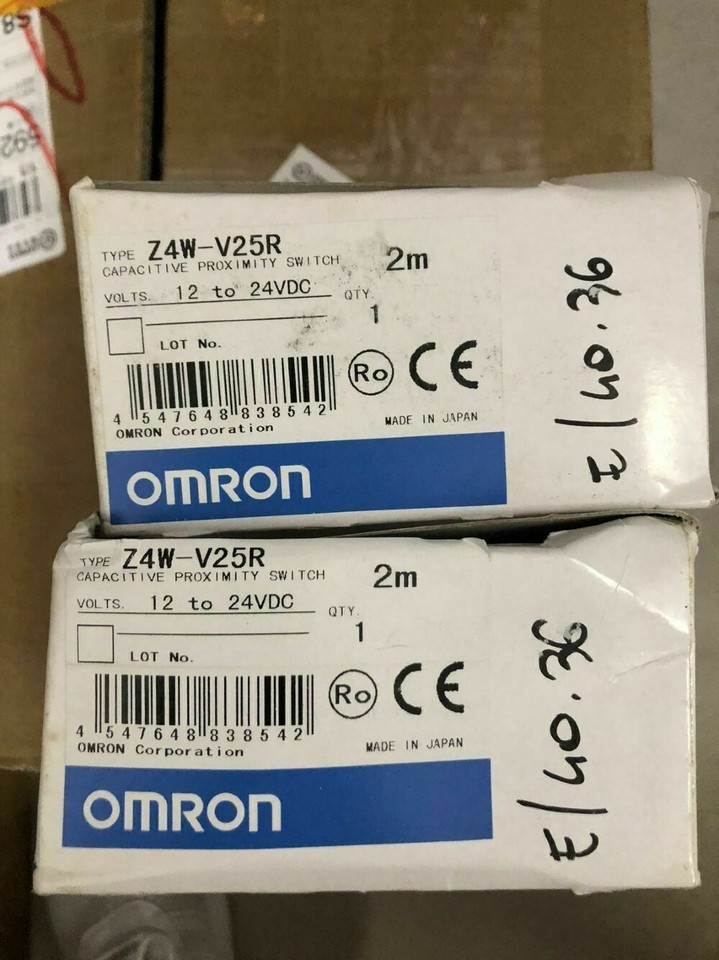 TYPE Z4W-V25R
CAPACITIVE PROXIMITY SWITCH 2m
VOLTS. 12 to 24VDC QTY.
1
LOT No.
Ro CE
4 547648 838542
OMRON Corporation MADE IN JAPAN
OMRON
E/40.36
TYPE Z4W-V25R
CAPACITIVE PROXIMITY SWITCH 2m
VOLTS. 12 to 24VDC QTY.
1
LOT No.
Ro CE
4 547648 838542
OMRON Corporation MADE IN JAPAN
OMRON
E/40.36